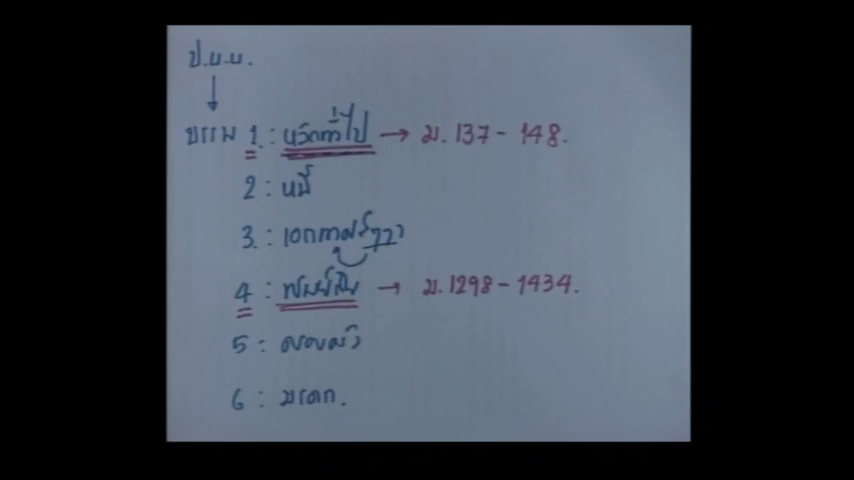 ป.พ.พ.
บรรพ 1 : หลักทั่วไป → ม. 137 - 148.
2 : หนี้
3 : เอกเทศสัญญา
4 : ทรัพย์สิน → ม. 1298 - 1434.
5 : ครอบครัว
6 : มรดก.